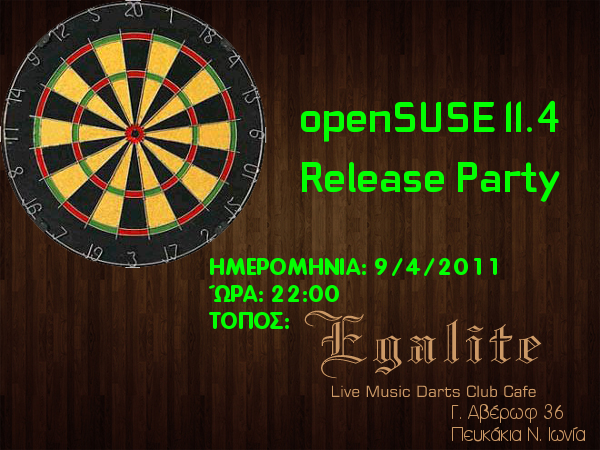 openSUSE 11.4
Release Party
ΗΜΕΡΟΜΗΝΙΑ: 9/4/2011
ΏΡΑ: 22:00
ΤΟΠΟΣ:
Egalite
Live Music Darts Club Cafe
Γ. Αβέρωφ 36
Πευκάκια Ν. Ιωνία